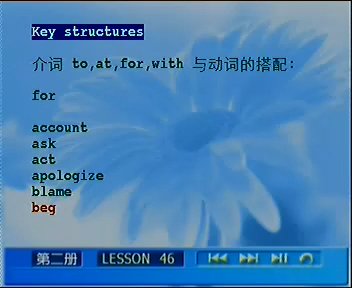 Key structures
介词 to,at,for,with 与动词的搭配:
for
account
ask
act
apologize
blame
beg
第二册 LESSON 46